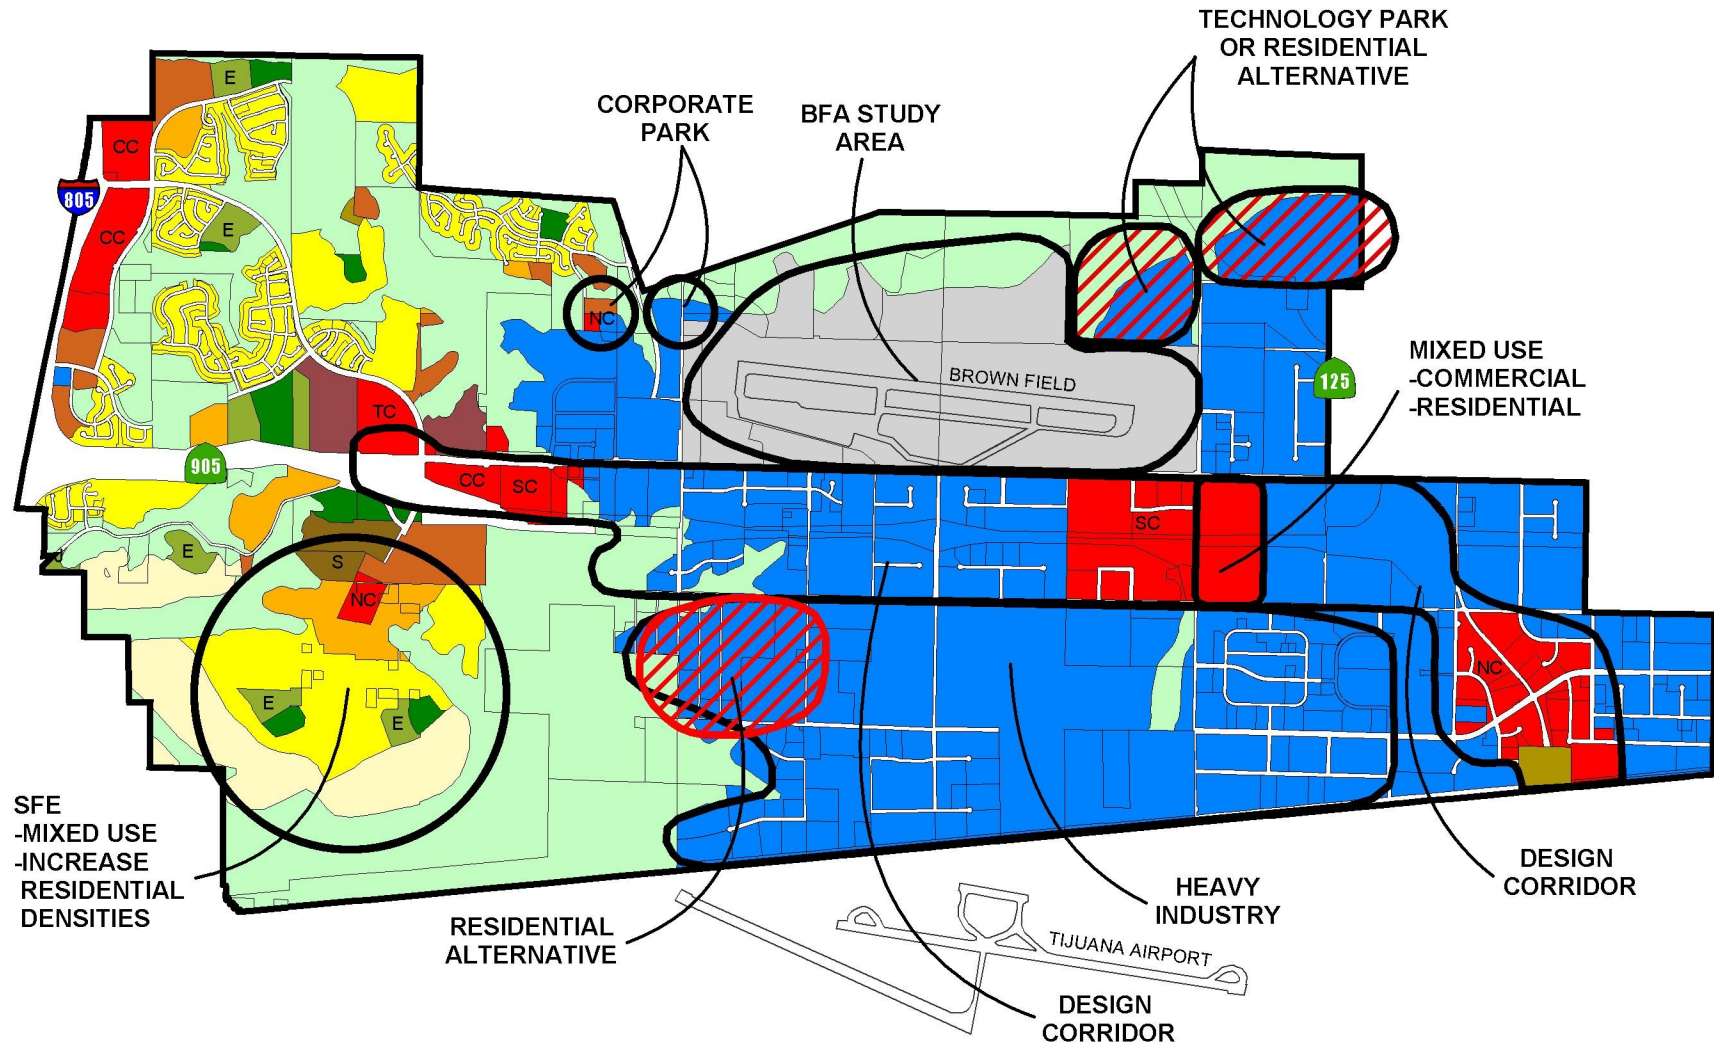 TECHNOLOGY PARK
OR RESIDENTIAL
ALTERNATIVE
CORPORATE
PARK
BFA STUDY
AREA
E
CC
805
E
CC
NC
BROWN FIELD
125
MIXED USE
-COMMERCIAL
-RESIDENTIAL
TC
905
CC
SC
SC
E
S
NC
NC
E
E
SFE
-MIXED USE
-INCREASE
RESIDENTIAL
DENSITIES
RESIDENTIAL
ALTERNATIVE
HEAVY
INDUSTRY
DESIGN
CORRIDOR
TIJUANA AIRPORT
DESIGN
CORRIDOR